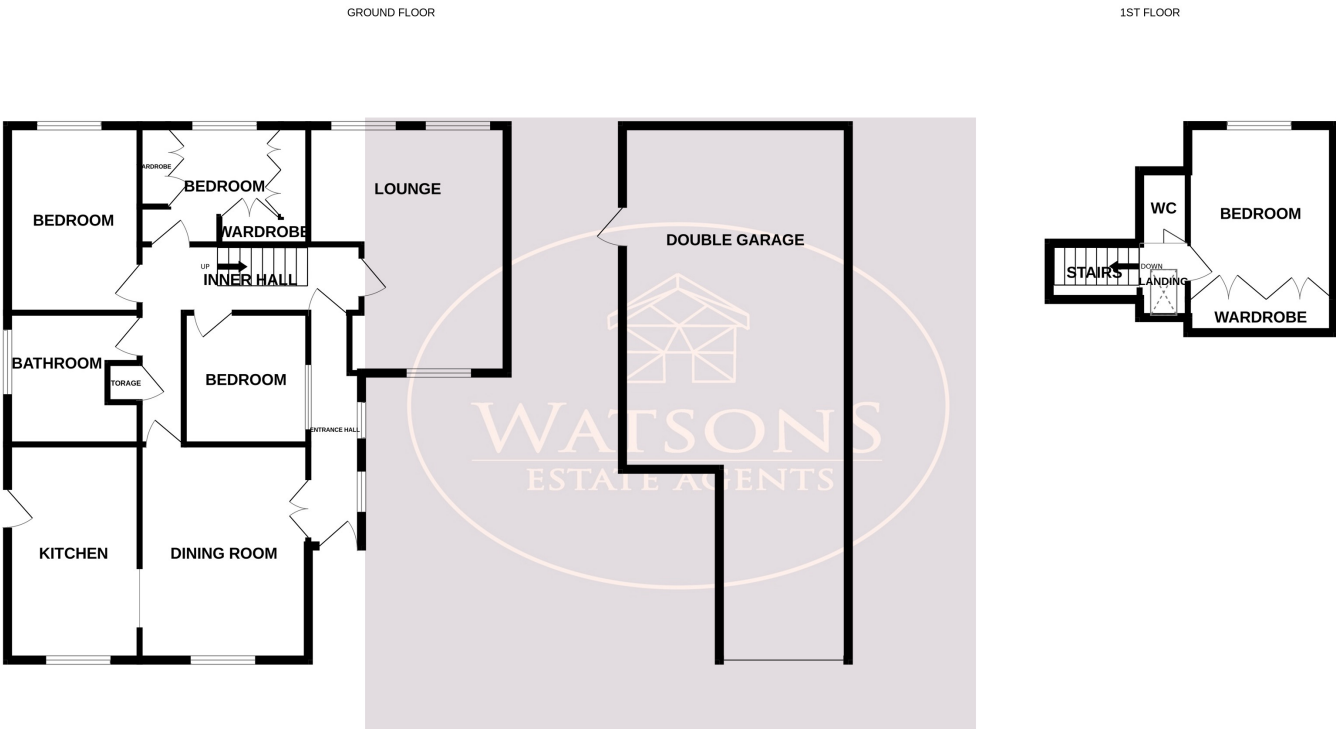 GROUND FLOOR
1ST FLOOR
ARDROBE
BEDROOM
LOUNGE
BEDROOM
WARDROBE
UP
INNER HALL
DOUBLE GARAGE
BATHROOM
TORAGE
BEDROOM
ENTRANCE HALL
KITCHEN
DINING ROOM
WATSONS
ESTATE AGENTS
WC
BEDROOM
STAIRS
DOWN
LANDING
WARDROBE